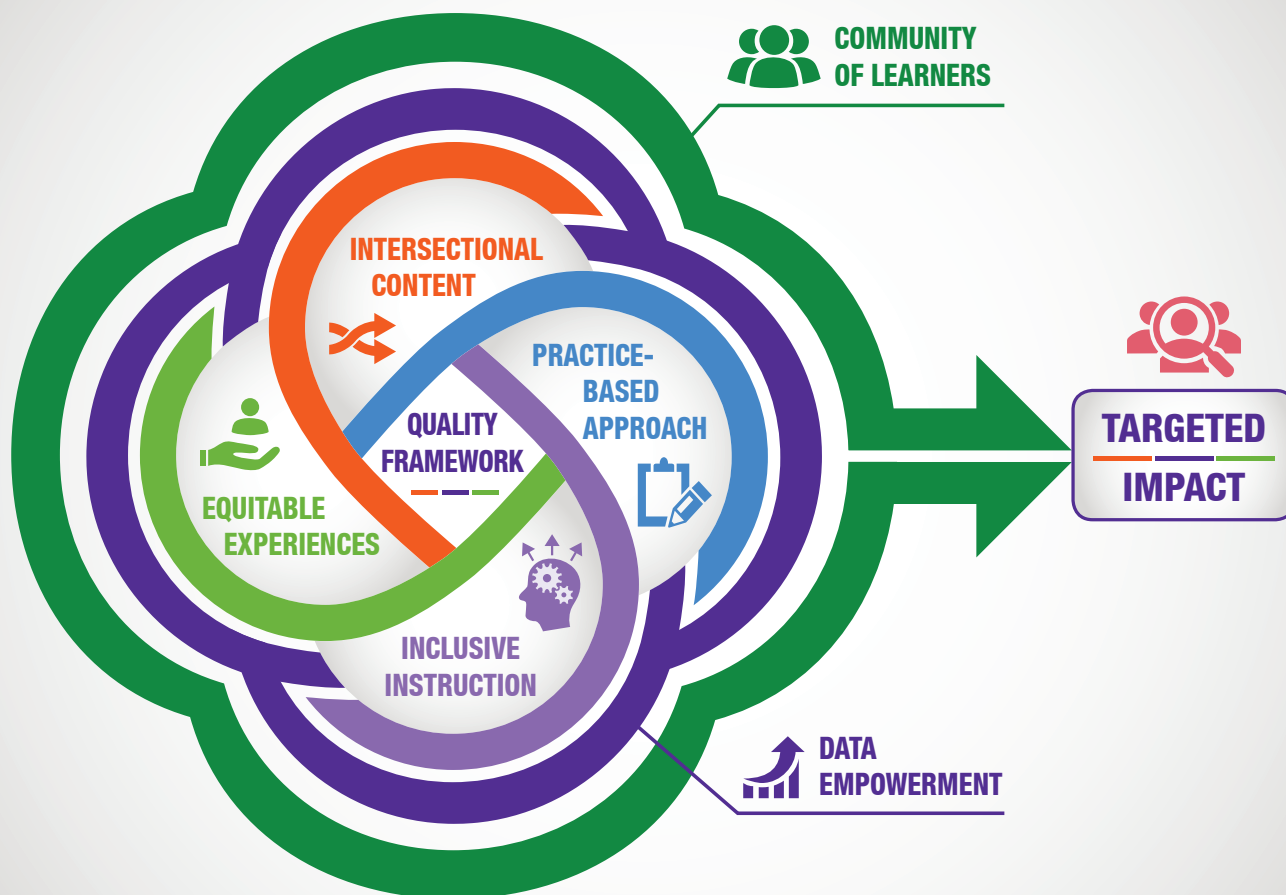 COMMUNITY
OF LEARNERS
INTERSECTIONAL
CONTENT
PRACTICE-
BASED
APPROACH
QUALITY
FRAMEWORK
EQUITABLE
EXPERIENCES
INCLUSIVE
INSTRUCTION
TARGETED
IMPACT
DATA
EMPOWERMENT